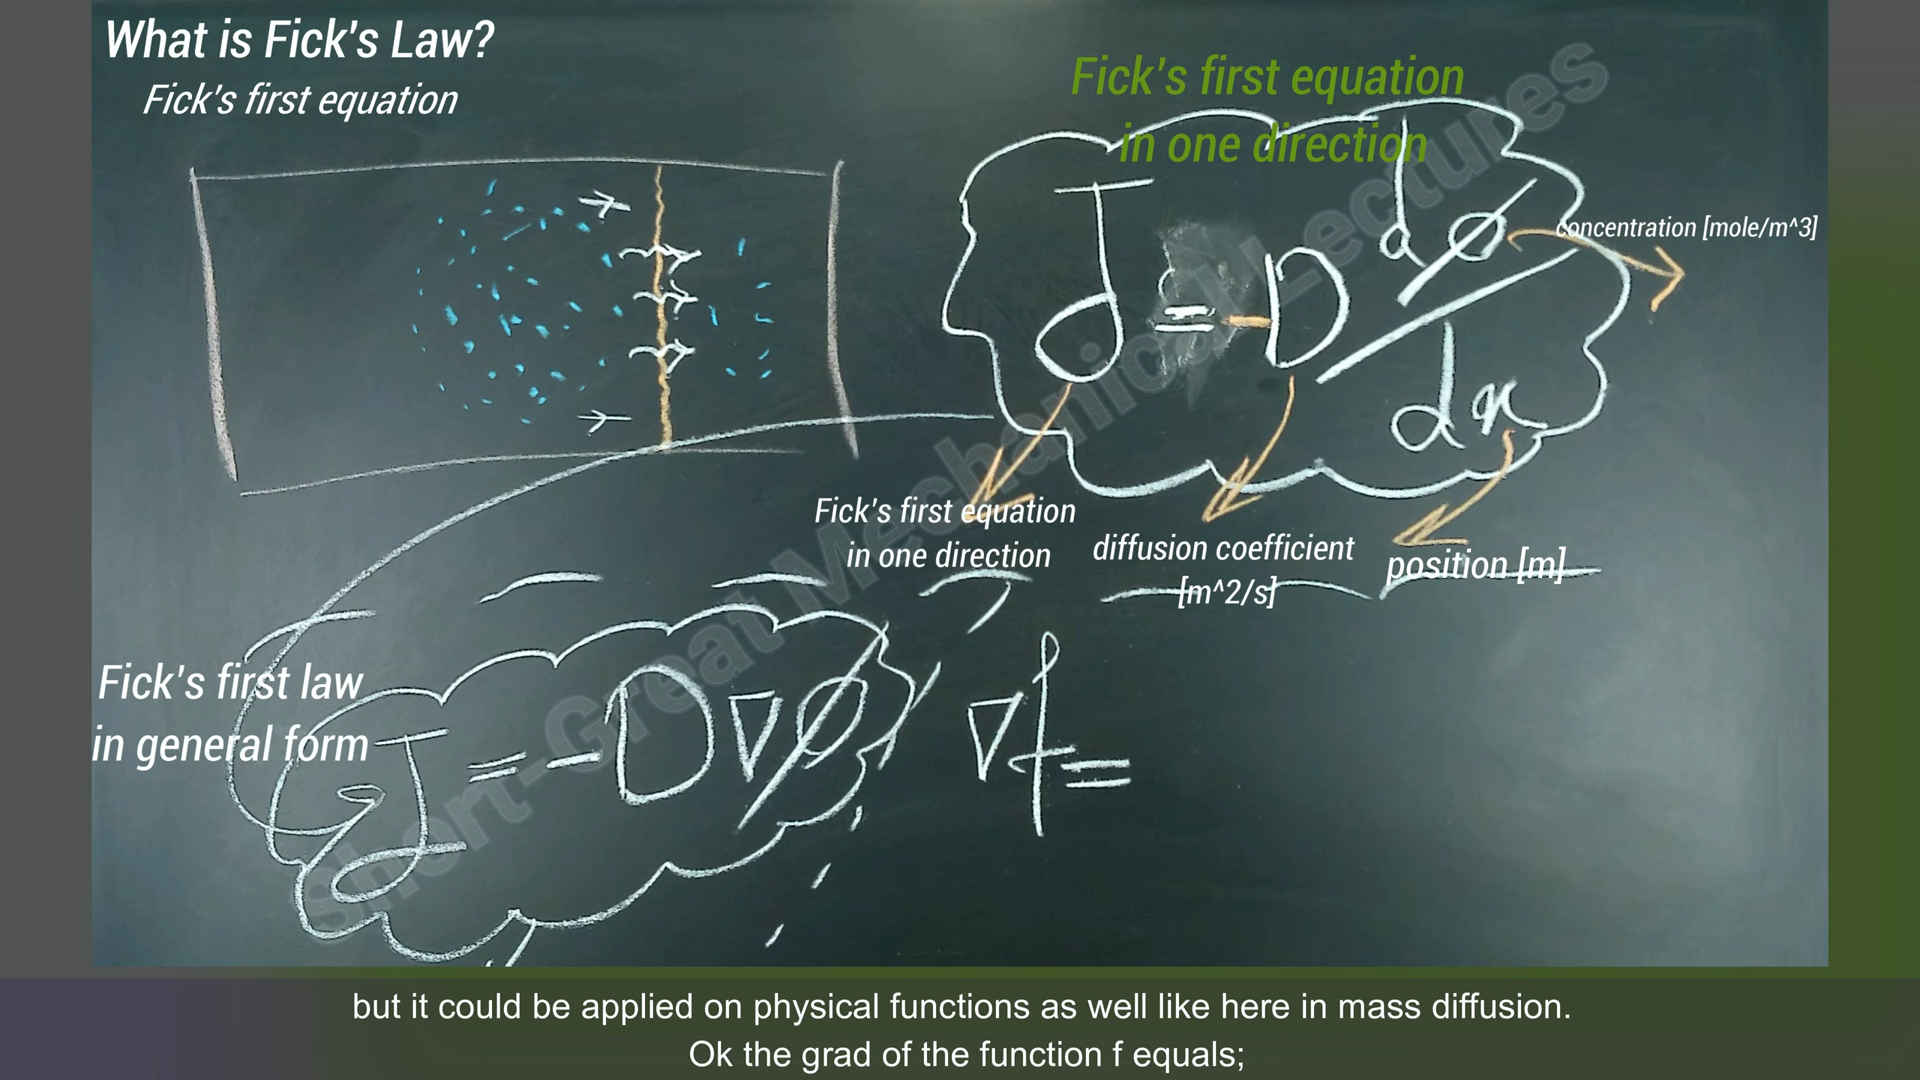 What is Fick's Law?
Fick's first equation
Fick's first equation
in one direction
J = - D dØ / dx
concentration [mole/m^3]
Fick's first equation
in one direction
diffusion coefficient
[m^2/s]
position [m]
Fick's first law
in general form
J = - D ∇Ø
∇f =
Short-Great Mechanical Lectures
but it could be applied on physical functions as well like here in mass diffusion.
Ok the grad of the function f equals;